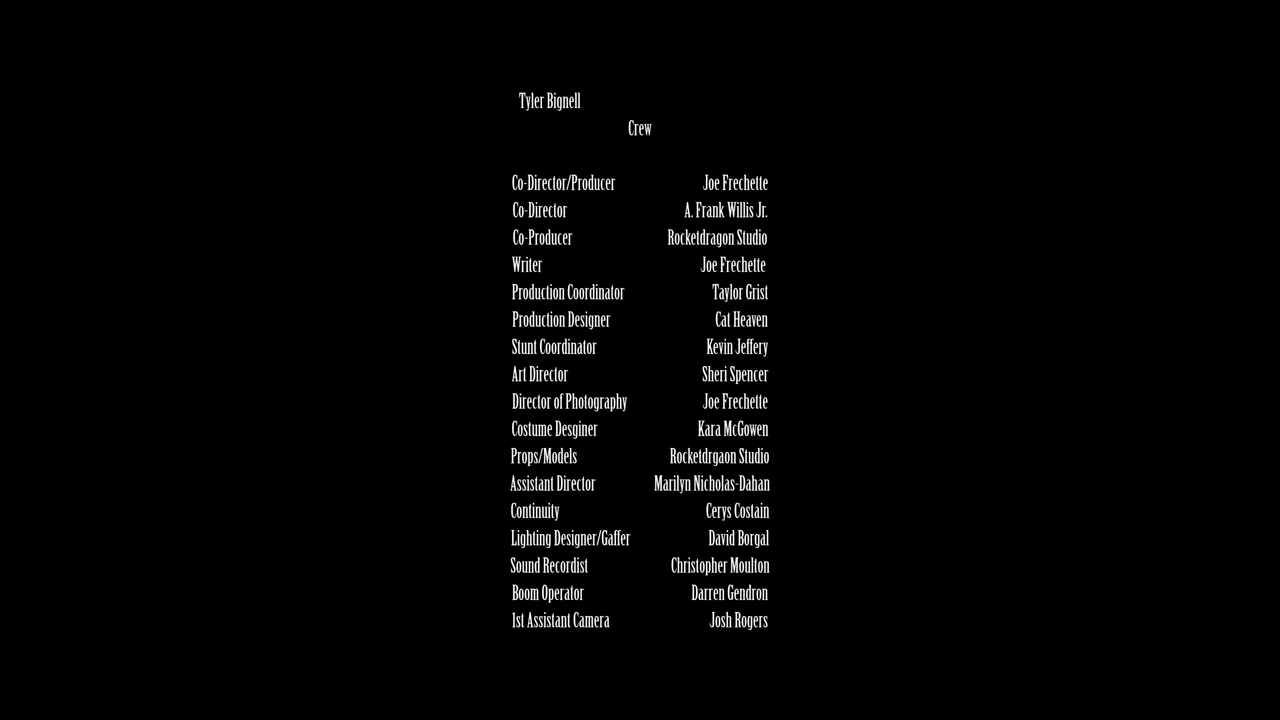 Tyler Bignell
Crew
Co-Director/Producer Joe Frechette
Co-Director A. Frank Willis Jr.
Co-Producer Rocketdragon Studio
Writer Joe Frechette
Production Coordinator Taylor Grist
Production Designer Cat Heaven
Stunt Coordinator Kevin Jeffery
Art Director Sheri Spencer
Director of Photography Joe Frechette
Costume Desginer Kara McGowen
Props/Models Rocketdrgaon Studio
Assistant Director Marilyn Nicholas-Dahan
Continuity Cerys Costain
Lighting Designer/Gaffer David Borgal
Sound Recordist Christopher Moulton
Boom Operator Darren Gendron
1st Assistant Camera Josh Rogers